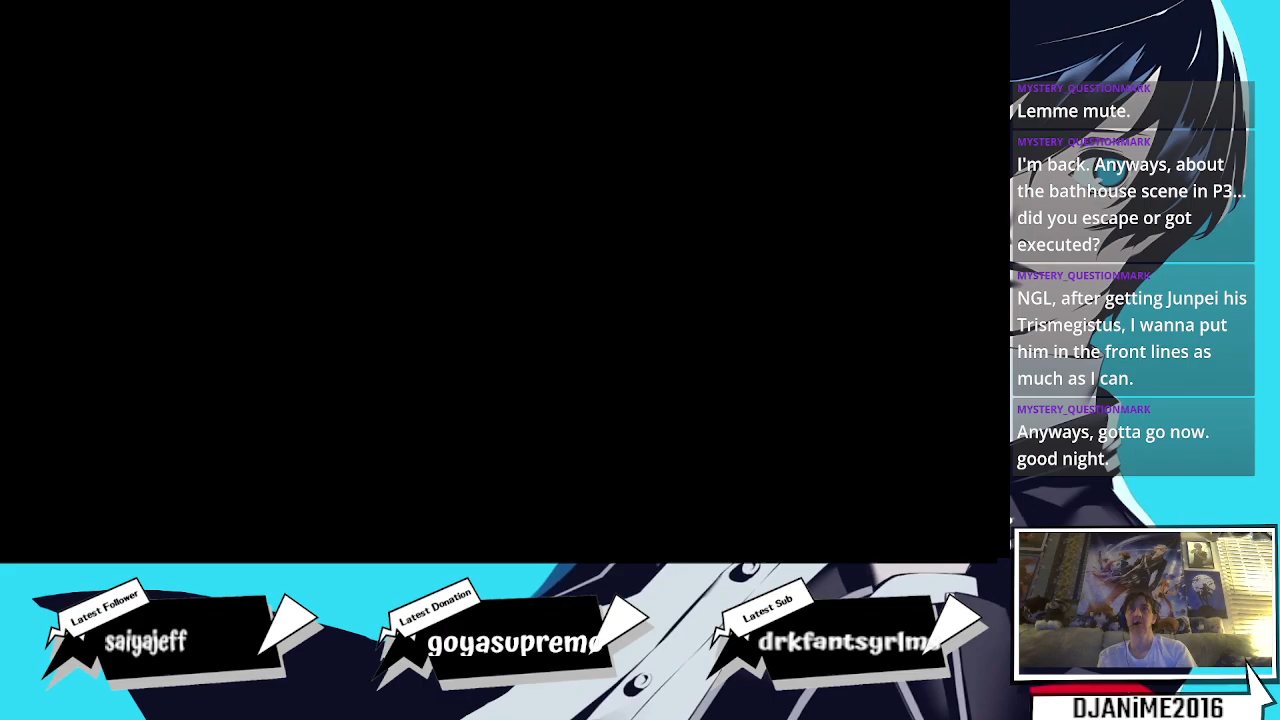 MYSTERY_QUESTIONMARK
Lemme mute.
MYSTERY_QUESTIONMARK
I'm back. Anyways, about
the bathhouse scene in P3...
did you escape or got
executed?
MYSTERY_QUESTIONMARK
NGL, after getting Junpei his
Trismegistus, I wanna put
him in the front lines as
much as I can.
MYSTERY_QUESTIONMARK
Anyways, gotta go now.
good night.
Latest Follower
saiyajeff
Latest Donation
goyasupreme
Latest Sub
DJANiME2016